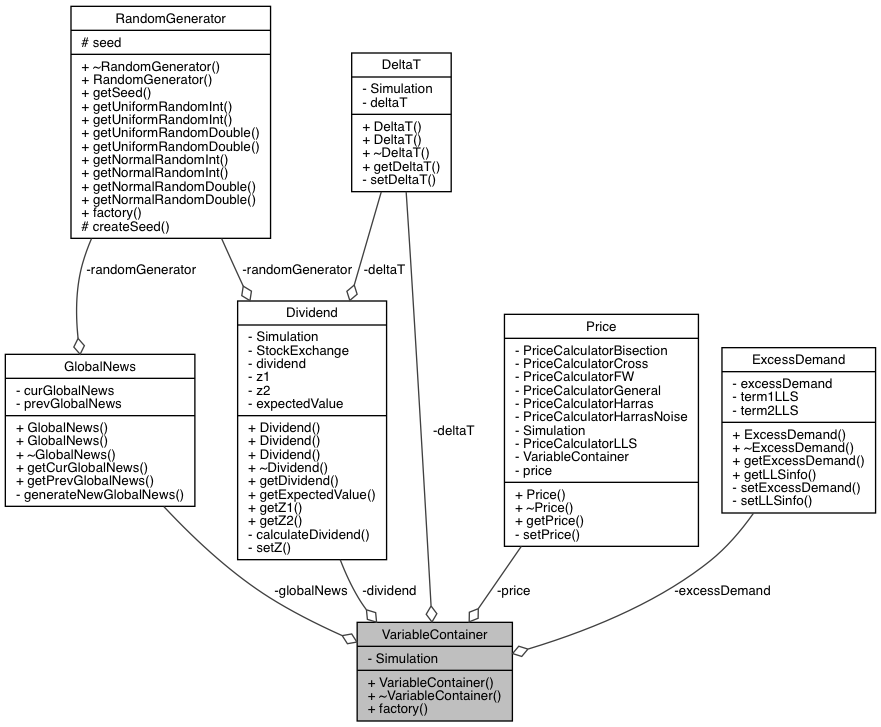 RandomGenerator
# seed
+ ~RandomGenerator()
+ RandomGenerator()
+ getSeed()
+ getUniformRandomInt()
+ getUniformRandomInt()
+ getUniformRandomDouble()
+ getUniformRandomDouble()
+ getNormalRandomInt()
+ getNormalRandomInt()
+ getNormalRandomDouble()
+ getNormalRandomDouble()
+ factory()
# createSeed()
DeltaT
- Simulation
- deltaT
+ DeltaT()
+ DeltaT()
+ ~DeltaT()
+ getDeltaT()
- setDeltaT()
-randomGenerator
-randomGenerator
-deltaT
GlobalNews
- curGlobalNews
- prevGlobalNews
+ GlobalNews()
+ GlobalNews()
+ ~GlobalNews()
+ getCurGlobalNews()
+ getPrevGlobalNews()
- generateNewGlobalNews()
Dividend
- Simulation
- StockExchange
- dividend
- z1
- z2
- expectedValue
+ Dividend()
+ Dividend()
+ Dividend()
+ ~Dividend()
+ getDividend()
+ getExpectedValue()
+ getZ1()
+ getZ2()
- calculateDividend()
- setZ()
-deltaT
Price
- PriceCalculatorBisection
- PriceCalculatorCross
- PriceCalculatorFW
- PriceCalculatorGeneral
- PriceCalculatorHarras
- PriceCalculatorHarrasNoise
- Simulation
- PriceCalculatorLLS
- VariableContainer
- price
+ Price()
+ ~Price()
+ getPrice()
- setPrice()
ExcessDemand
- excessDemand
- term1LLS
- term2LLS
+ ExcessDemand()
+ ~ExcessDemand()
+ getExcessDemand()
+ getLLSinfo()
- setExcessDemand()
- setLLSinfo()
-globalNews
-dividend
-price
-excessDemand
VariableContainer
- Simulation
+ VariableContainer()
+ ~VariableContainer()
+ factory()